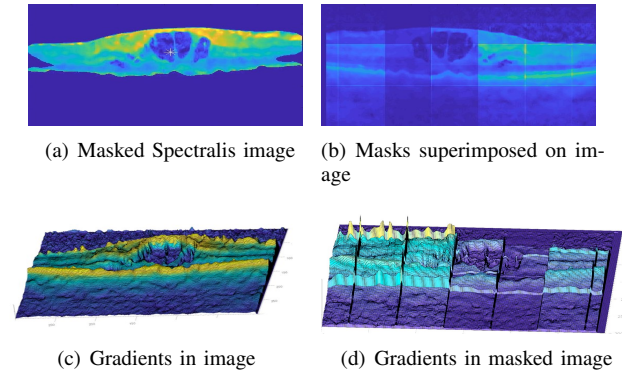 (a) Masked Spectralis image
(b) Masks superimposed on im-
age
(c) Gradients in image
(d) Gradients in masked image